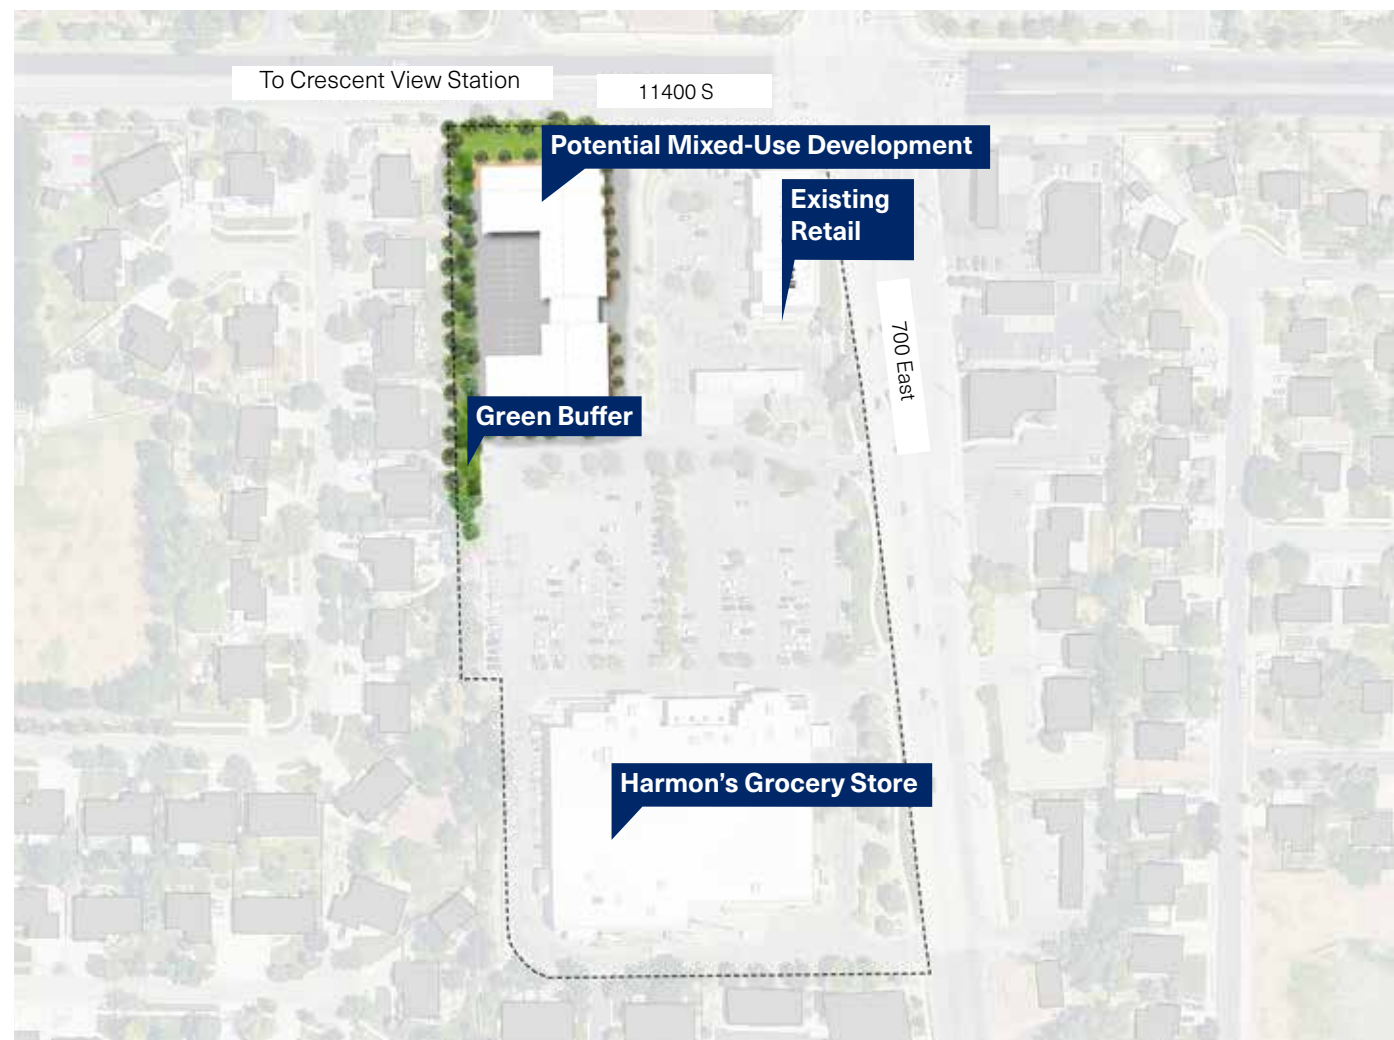 To Crescent View Station
11400 S
Potential Mixed-Use Development
Existing
Retail
700 East
Green Buffer
Harmon's Grocery Store